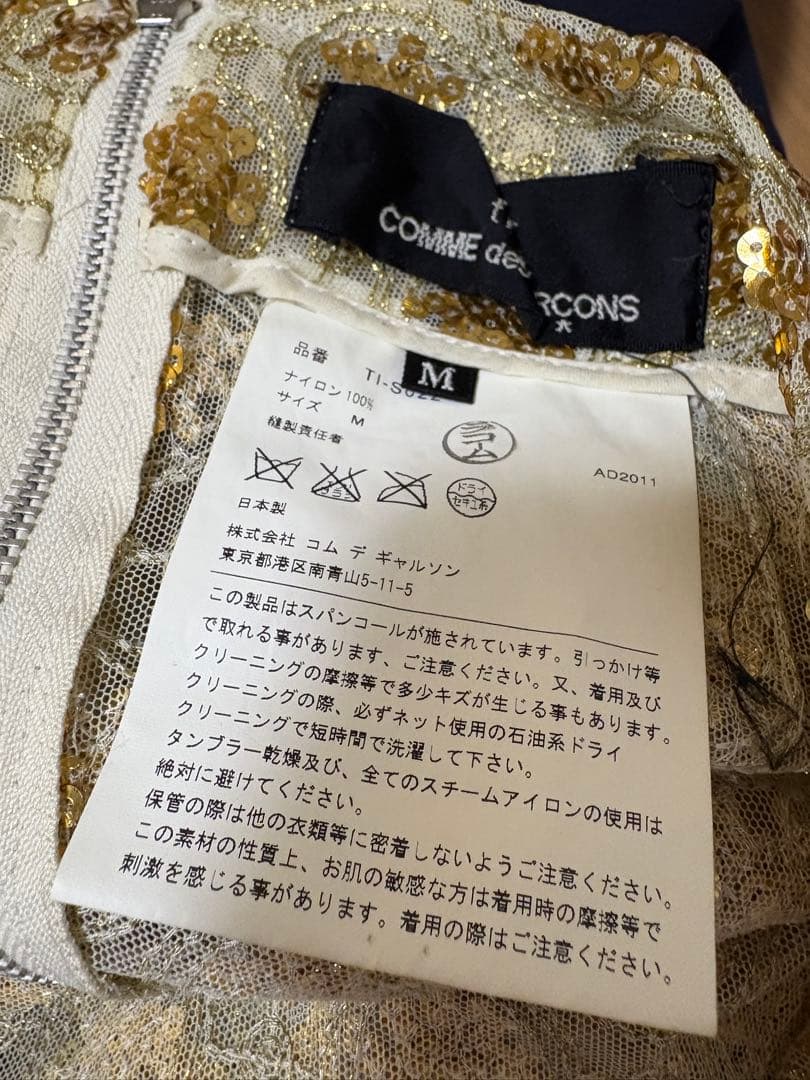 COMME des
RCONS
M
品番 TI-S022
ナイロン 100%
サイズ M
縫製責任者
コム
AD2011
ドライ
セキユ系
日本製
株式会社 コム デ ギャルソン
東京都港区南青山5-11-5
この製品はスパンコールが施されています。引っかけ等
で取れる事があります、ご注意ください。又、着用及び
クリーニングの摩擦等で多少キズが生じる事もあります。
クリーニングの際、必ずネット使用の石油系ドライ
クリーニングで短時間で洗濯して下さい。
タンブラー乾燥及び、全てのスチームアイロンの使用は
絶対に避けてください。
保管の際は他の衣類等に密着しないようご注意ください。
この素材の性質上、お肌の敏感な方は着用時の摩擦等で
刺激を感じる事があります。着用の際はご注意ください。